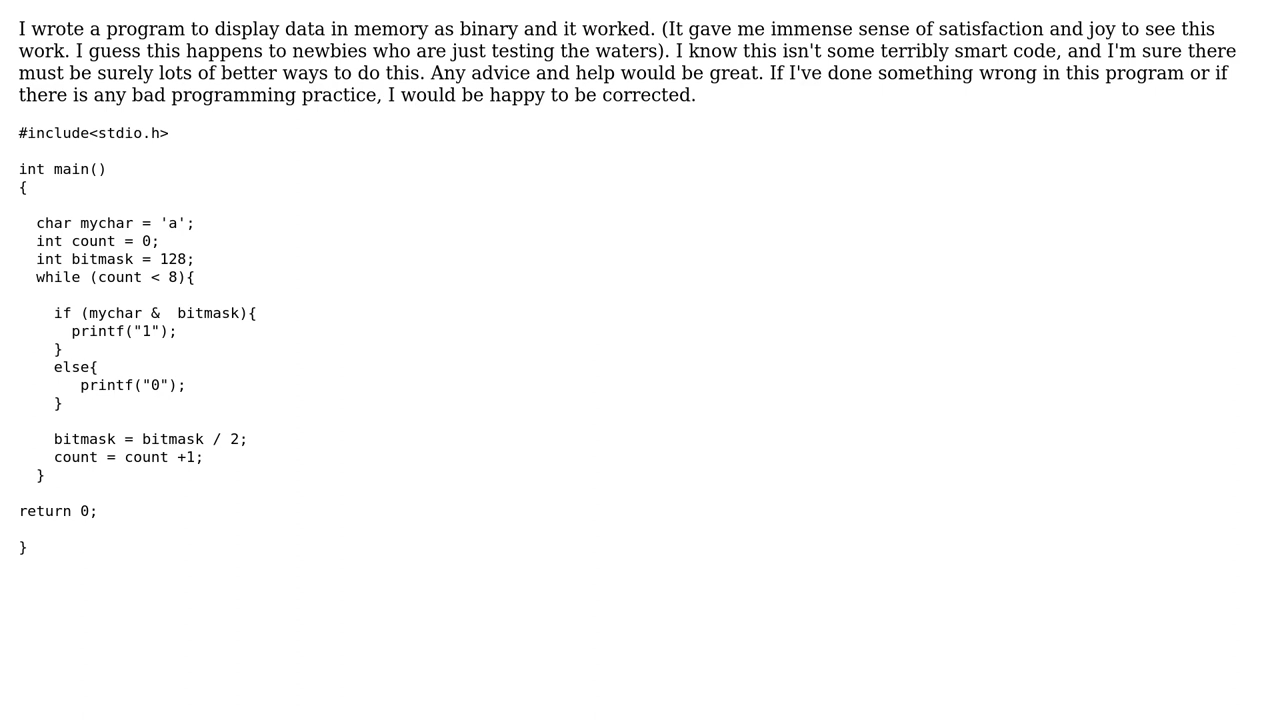 I wrote a program to display data in memory as binary and it worked. (It gave me immense sense of satisfaction and joy to see this
work. I guess this happens to newbies who are just testing the waters). I know this isn't some terribly smart code, and I'm sure there
must be surely lots of better ways to do this. Any advice and help would be great. If I've done something wrong in this program or if
there is any bad programming practice, I would be happy to be corrected.
#include<stdio.h>
int main()
{
  char mychar = 'a';
  int count = 0;
  int bitmask = 128;
  while (count < 8){
    if (mychar &  bitmask){
      printf("1");
    }
    else{
       printf("0");
    }
    bitmask = bitmask / 2;
    count = count +1;
  }
return 0;
}